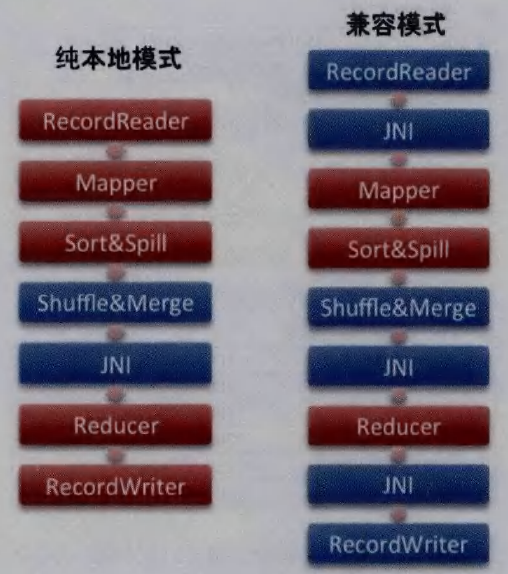 纯本地模式
RecordReader
Mapper
Sort&Spill
Shuffle&Merge
JNI
Reducer
RecordWriter
兼容模式
RecordReader
JNI
Mapper
Sort&Spill
Shuffle&Merge
JNI
Reducer
JNI
RecordWriter